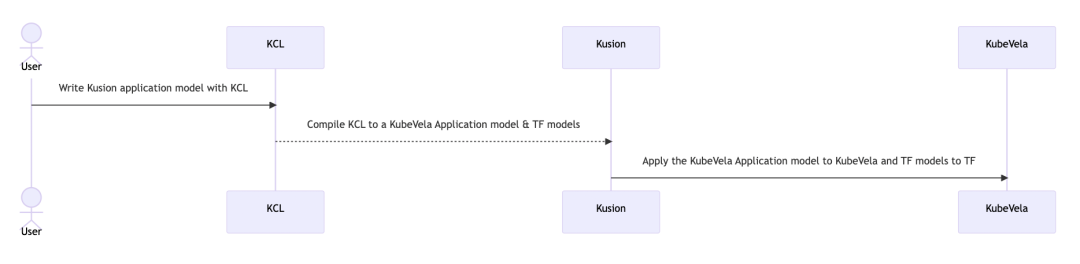 KCL
Kusion
KubeVela
User
Write Kusion application model with KCL
Compile KCL to a KubeVela Application model & TF models
Apply the KubeVela Application model to KubeVela and TF models to TF
KCL
Kusion
KubeVela
User